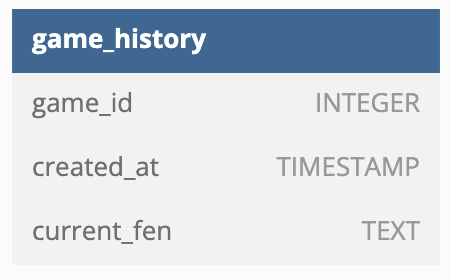 game_history
game_id INTEGER
created_at TIMESTAMP
current_fen TEXT